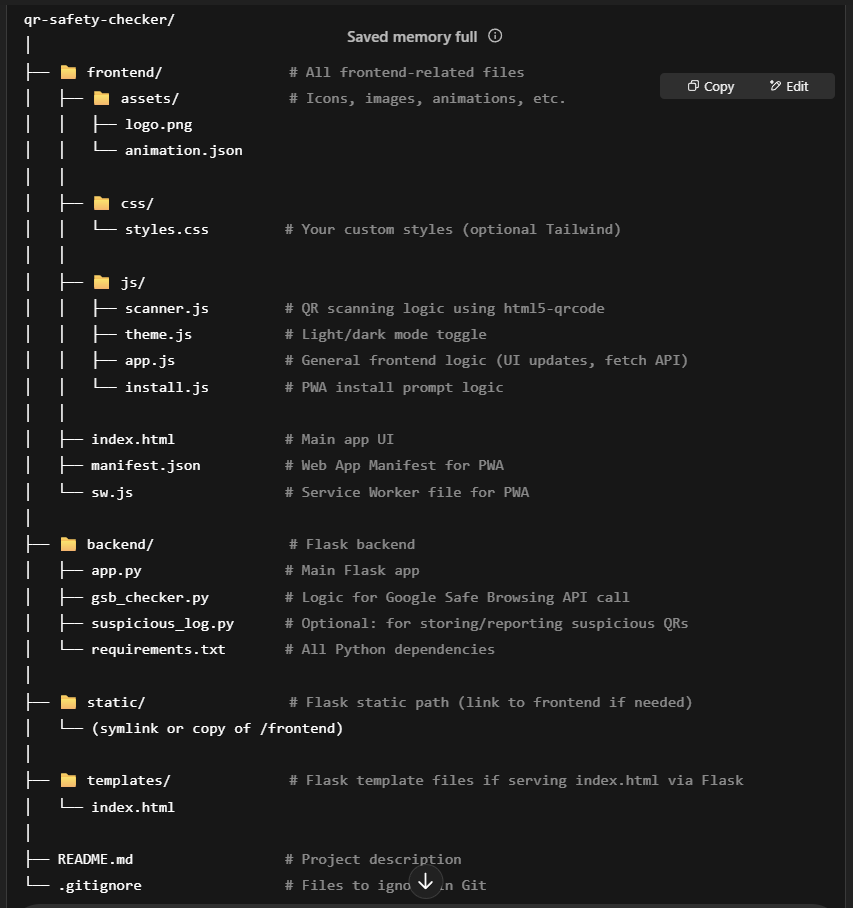 qr-safety-checker/
Saved memory full
│
├── frontend/ # All frontend-related files
Copy Edit
│ ├── assets/ # Icons, images, animations, etc.
│ │ ├── logo.png
│ │ └── animation.json
│ │
│ ├── css/
│ │ └── styles.css # Your custom styles (optional Tailwind)
│ │
│ ├── js/
│ │ ├── scanner.js # QR scanning logic using html5-qrcode
│ │ ├── theme.js # Light/dark mode toggle
│ │ ├── app.js # General frontend logic (UI updates, fetch API)
│ │ └── install.js # PWA install prompt logic
│ │
│ ├── index.html # Main app UI
│ ├── manifest.json # Web App Manifest for PWA
│ └── sw.js # Service Worker file for PWA
│
├── backend/ # Flask backend
│ ├── app.py # Main Flask app
│ ├── gsb_checker.py # Logic for Google Safe Browsing API call
│ ├── suspicious_log.py # Optional: for storing/reporting suspicious QRs
│ └── requirements.txt # All Python dependencies
│
├── static/ # Flask static path (link to frontend if needed)
│ └── (symlink or copy of /frontend)
│
├── templates/ # Flask template files if serving index.html via Flask
│ └── index.html
│
├── README.md # Project description
└── .gitignore # Files to ignore in Git